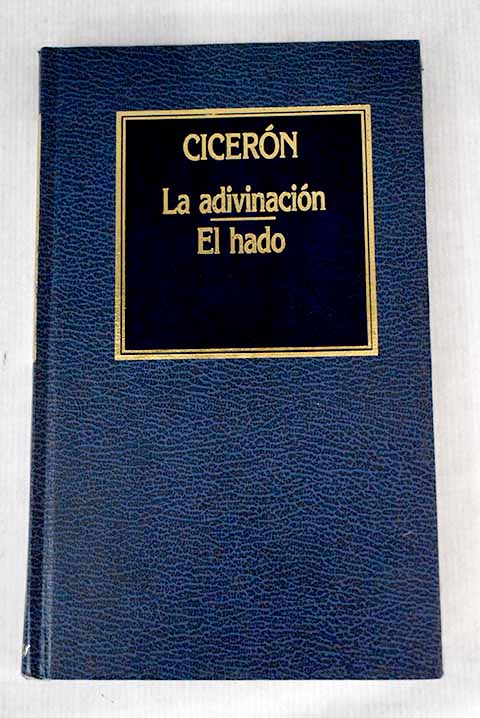 CICERÓN
La adivinación
El hado